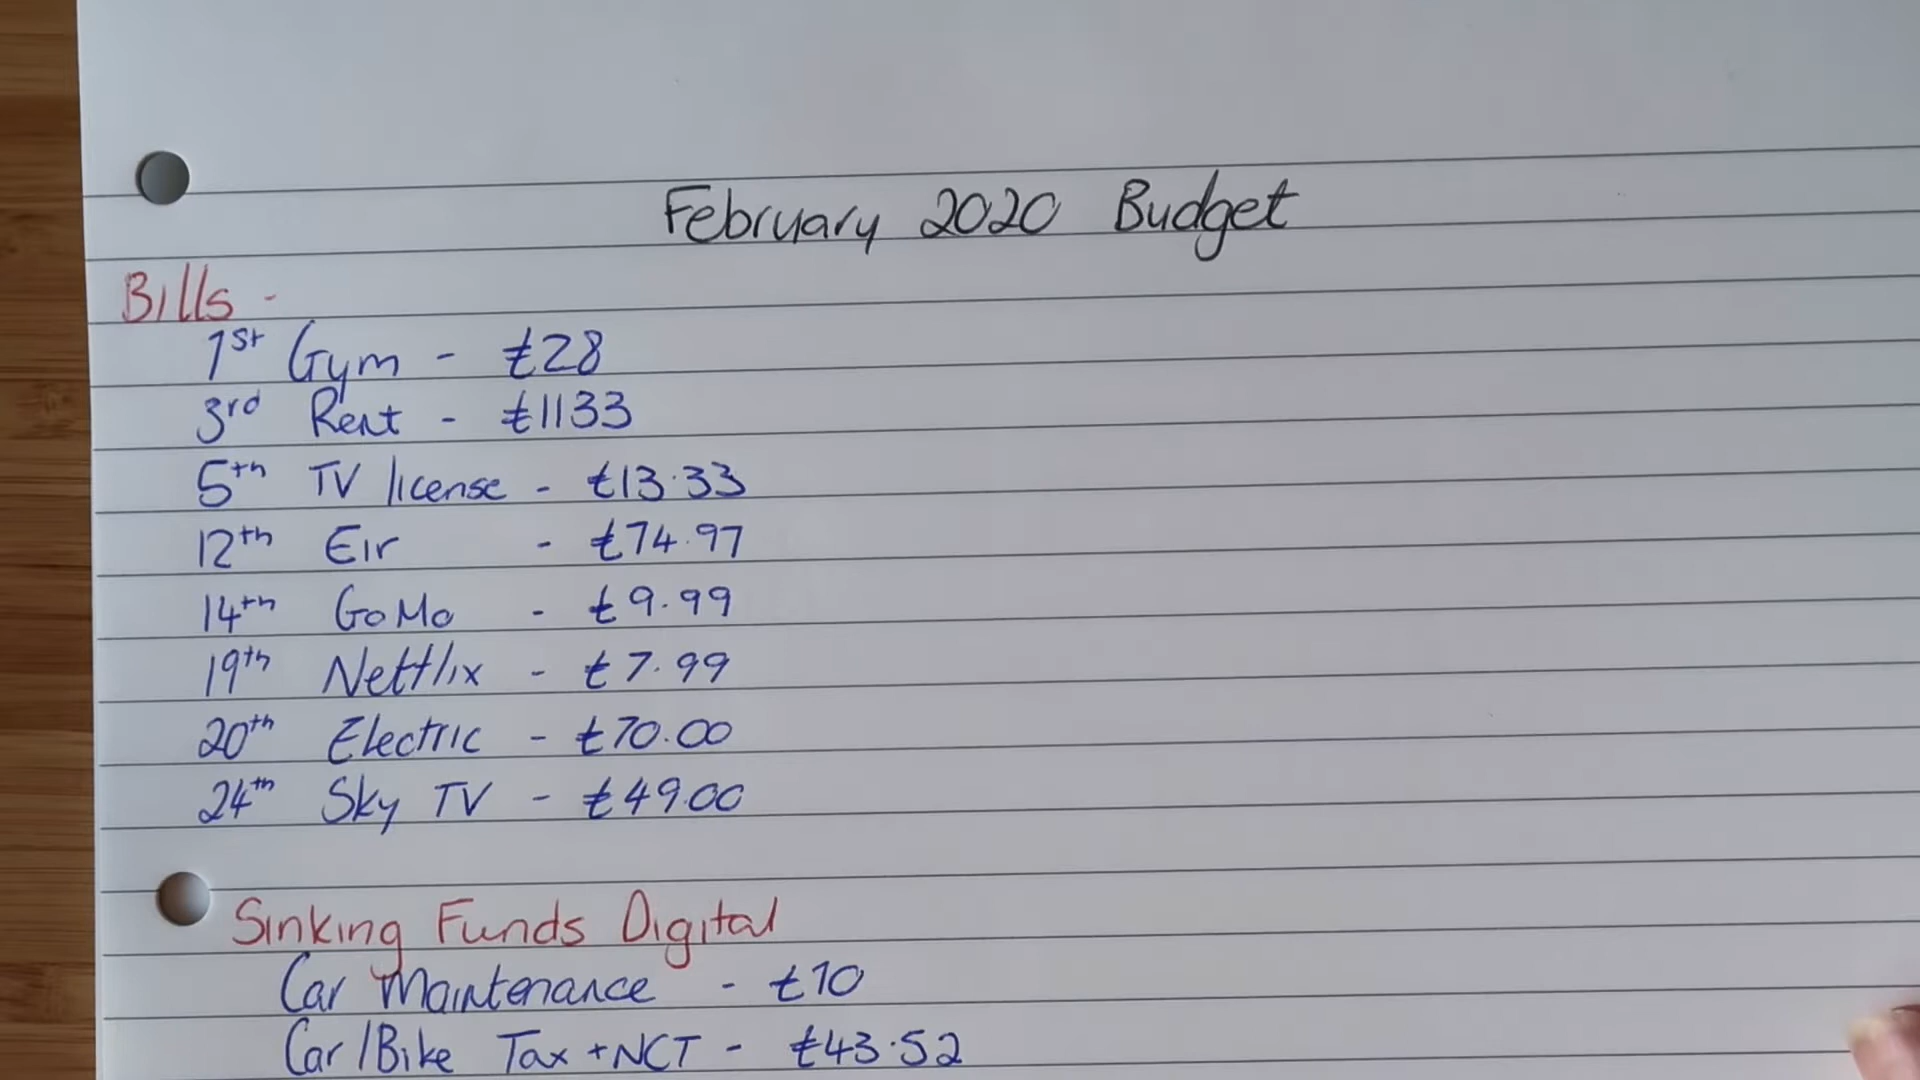 February 2020 Budget
Bills -
1st Gym - €28
3rd Rent - €1133
5th TV license - €13.33
12th Eir - €74.97
14th GoMo - €9.99
19th Netflix - €7.99
20th Electric - €70.00
24th Sky TV - €49.00
Sinking Funds Digital
Car Maintenance - €10
Car/Bike Tax + NCT - €43.52